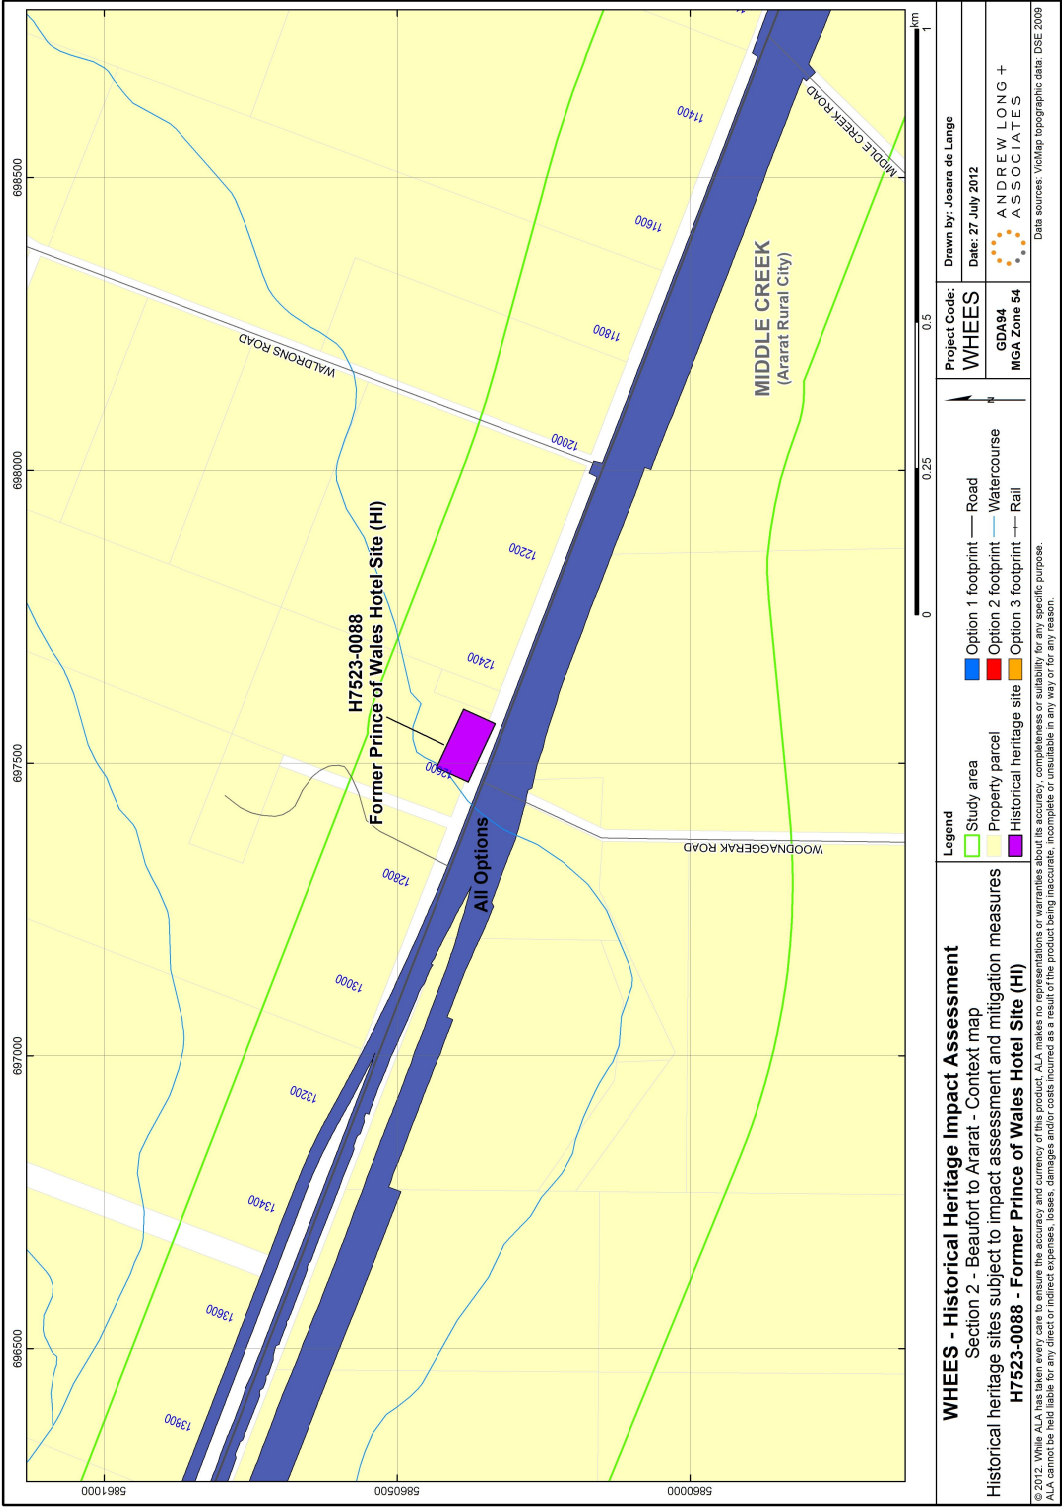 696500
697000
697500
698000
698500
5861000
5860500
5860000
11400
11600
11800
12000
12200
12400
12600
12800
13000
13200
13400
13600
13800
WALDRONS ROAD
MIDDLE CREEK ROAD
WOODNAGGERAK ROAD
H7523-0088
Former Prince of Wales Hotel Site (HI)
All Options
MIDDLE CREEK
(Ararat Rural City)
0
0.25
0.5
1
km
WHEES - Historical Heritage Impact Assessment
Section 2 - Beaufort to Ararat - Context map
Historical heritage sites subject to impact assessment and mitigation measures
H7523-0088 - Former Prince of Wales Hotel Site (HI)
Legend
Study area
Property parcel
Historical heritage site
Option 1 footprint
Option 2 footprint
Option 3 footprint
Road
Watercourse
Rail
N
Project Code:
WHEES
GDA94
MGA Zone 54
Drawn by: Josara de Lange
Date: 27 July 2012
ANDREW LONG +
ASSOCIATES
© 2012. While ALA has taken every care to ensure the accuracy and currency of this product, ALA makes no representations or warranties about its accuracy, completeness or suitability for any specific purpose.
ALA cannot be held liable for any direct or indirect expenses, losses, damages and/or costs incurred as a result of the product being inaccurate, incomplete or unsuitable in any way or for any reason.
Data sources: VicMap topographic data: DSE 2009